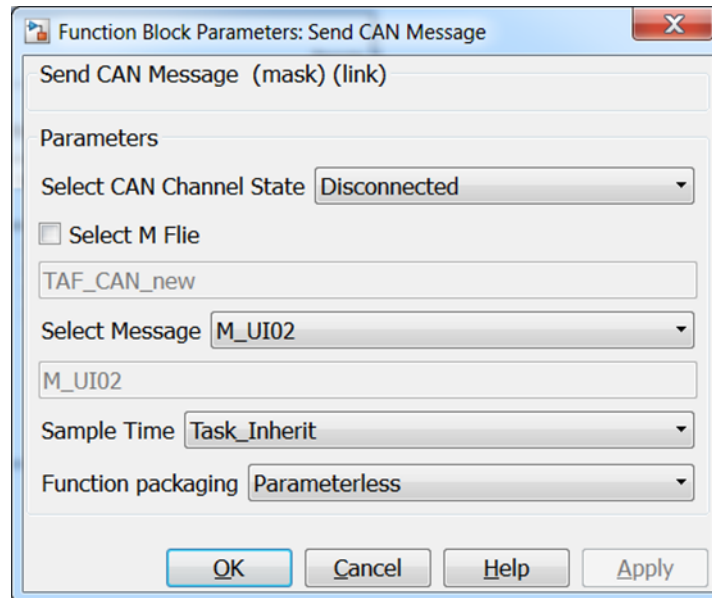 Function Block Parameters: Send CAN Message
Send CAN Message (mask) (link)
Parameters
Select CAN Channel State Disconnected
Select M Flie
TAF_CAN_new
Select Message M_UI02
M_UI02
Sample Time Task_Inherit
Function packaging Parameterless
OK Cancel Help Apply